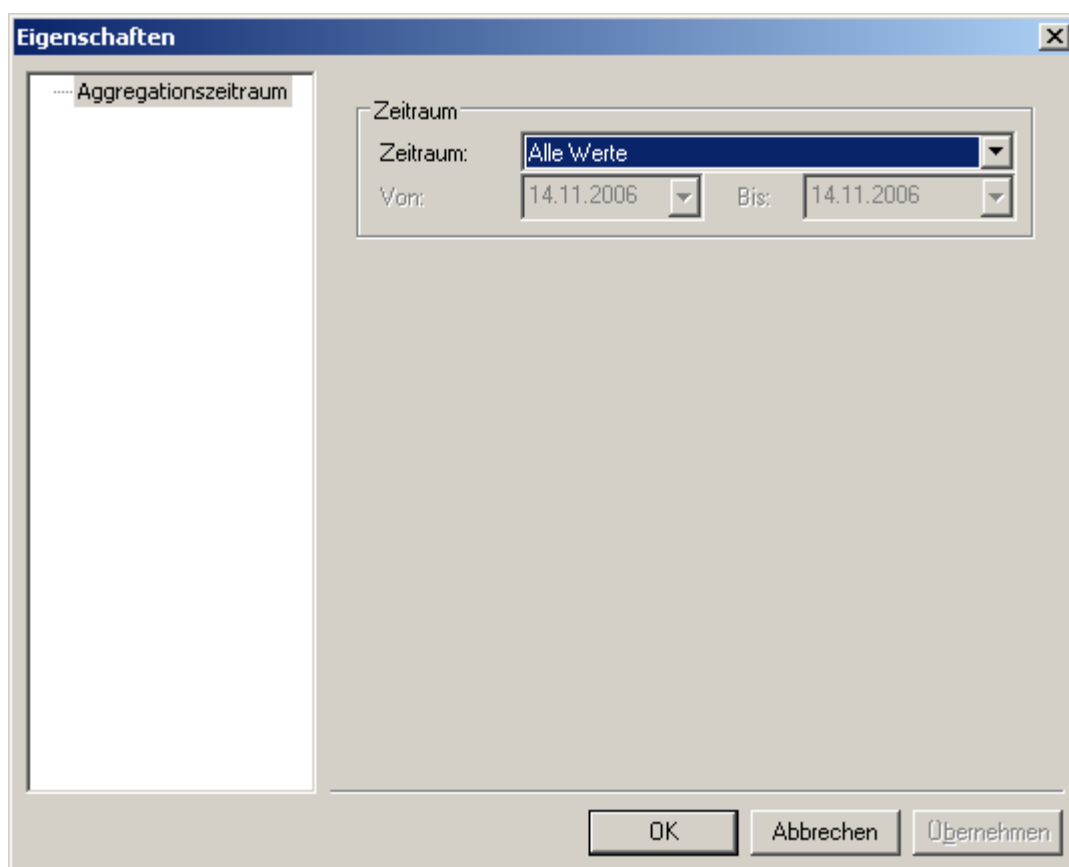 Eigenschaften
Aggregationszeitraum
Zeitraum
Zeitraum: Alle Werte
Von: 14.11.2006 Bis: 14.11.2006
OK Abbrechen Übernehmen